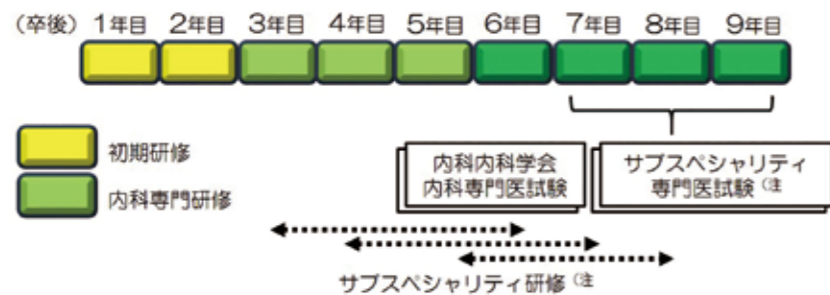 (卒後) 1年目 2年目 3年目 4年目 5年目 6年目 7年目 8年目 9年目
初期研修
内科専門研修
内科内科学会
内科専門医試験
サブスペシャリティ
専門医試験（注
サブスペシャリティ研修（注